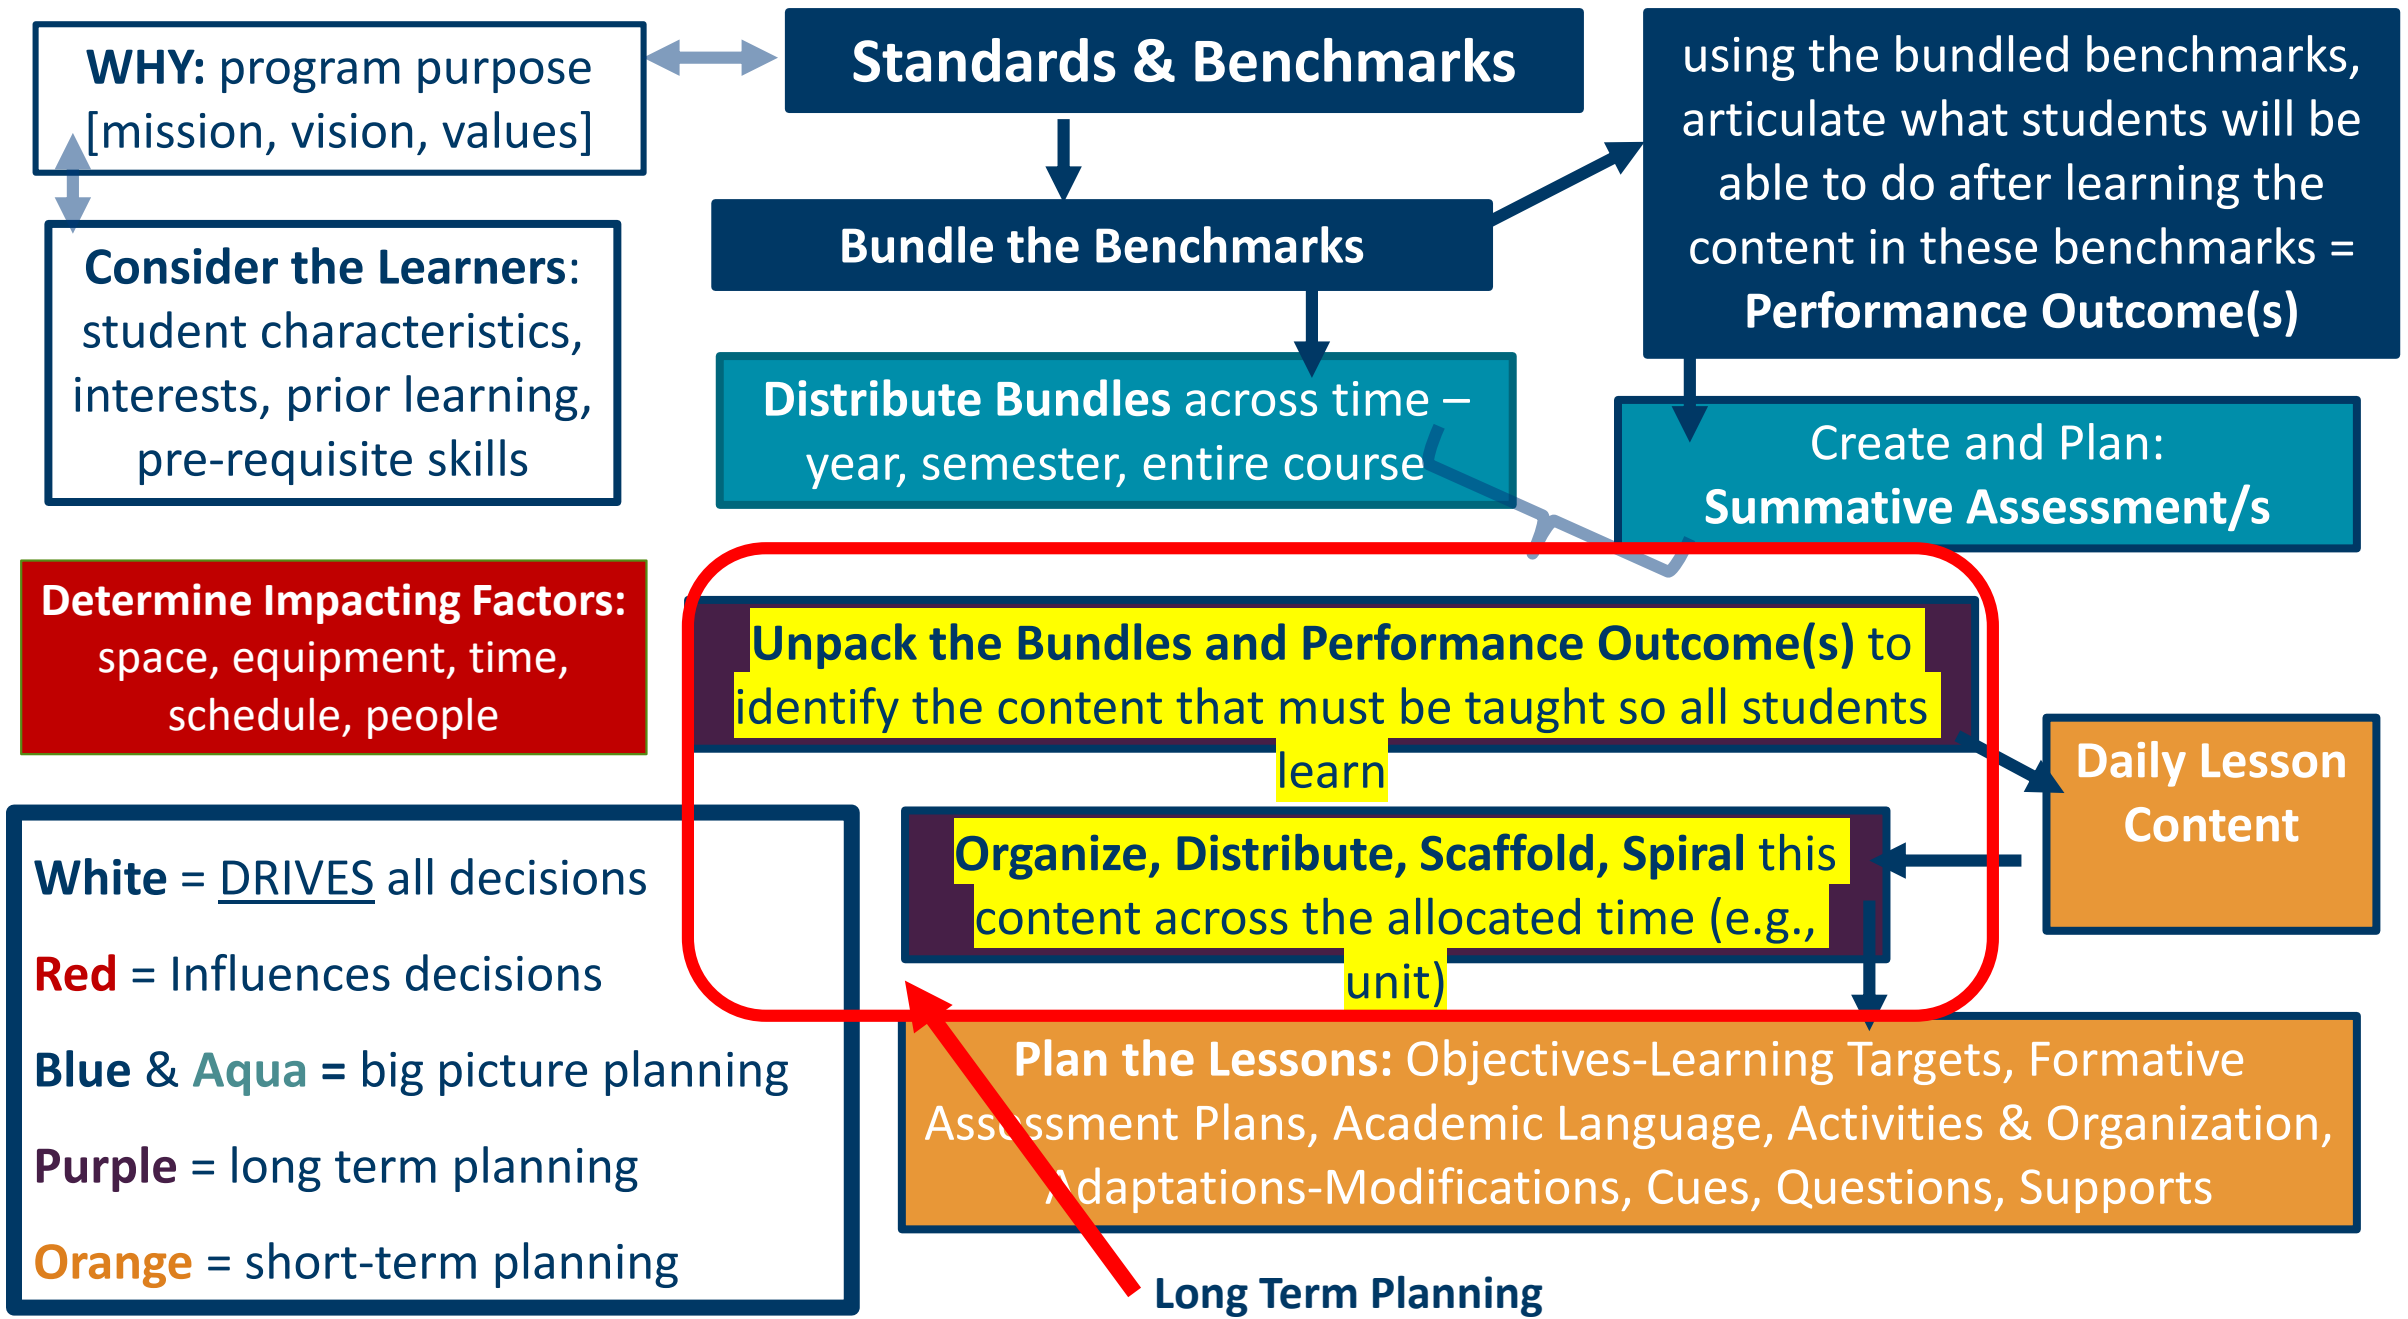 WHY: program purpose
[mission, vision, values]
Standards & Benchmarks
using the bundled benchmarks,
articulate what students will be
able to do after learning the
content in these benchmarks =
Performance Outcome(s)
Bundle the Benchmarks
Consider the Learners:
student characteristics,
interests, prior learning,
pre-requisite skills
Distribute Bundles across time –
year, semester, entire course
Create and Plan:
Summative Assessment/s
Determine Impacting Factors:
space, equipment, time,
schedule, people
Unpack the Bundles and Performance Outcome(s) to
identify the content that must be taught so all students
learn
Daily Lesson
Content
Organize, Distribute, Scaffold, Spiral this
content across the allocated time (e.g.,
unit)
White = DRIVES all decisions
Red = Influences decisions
Blue & Aqua = big picture planning
Purple = long term planning
Orange = short-term planning
Plan the Lessons: Objectives-Learning Targets, Formative
Assessment Plans, Academic Language, Activities & Organization,
Adaptations-Modifications, Cues, Questions, Supports
Long Term Planning